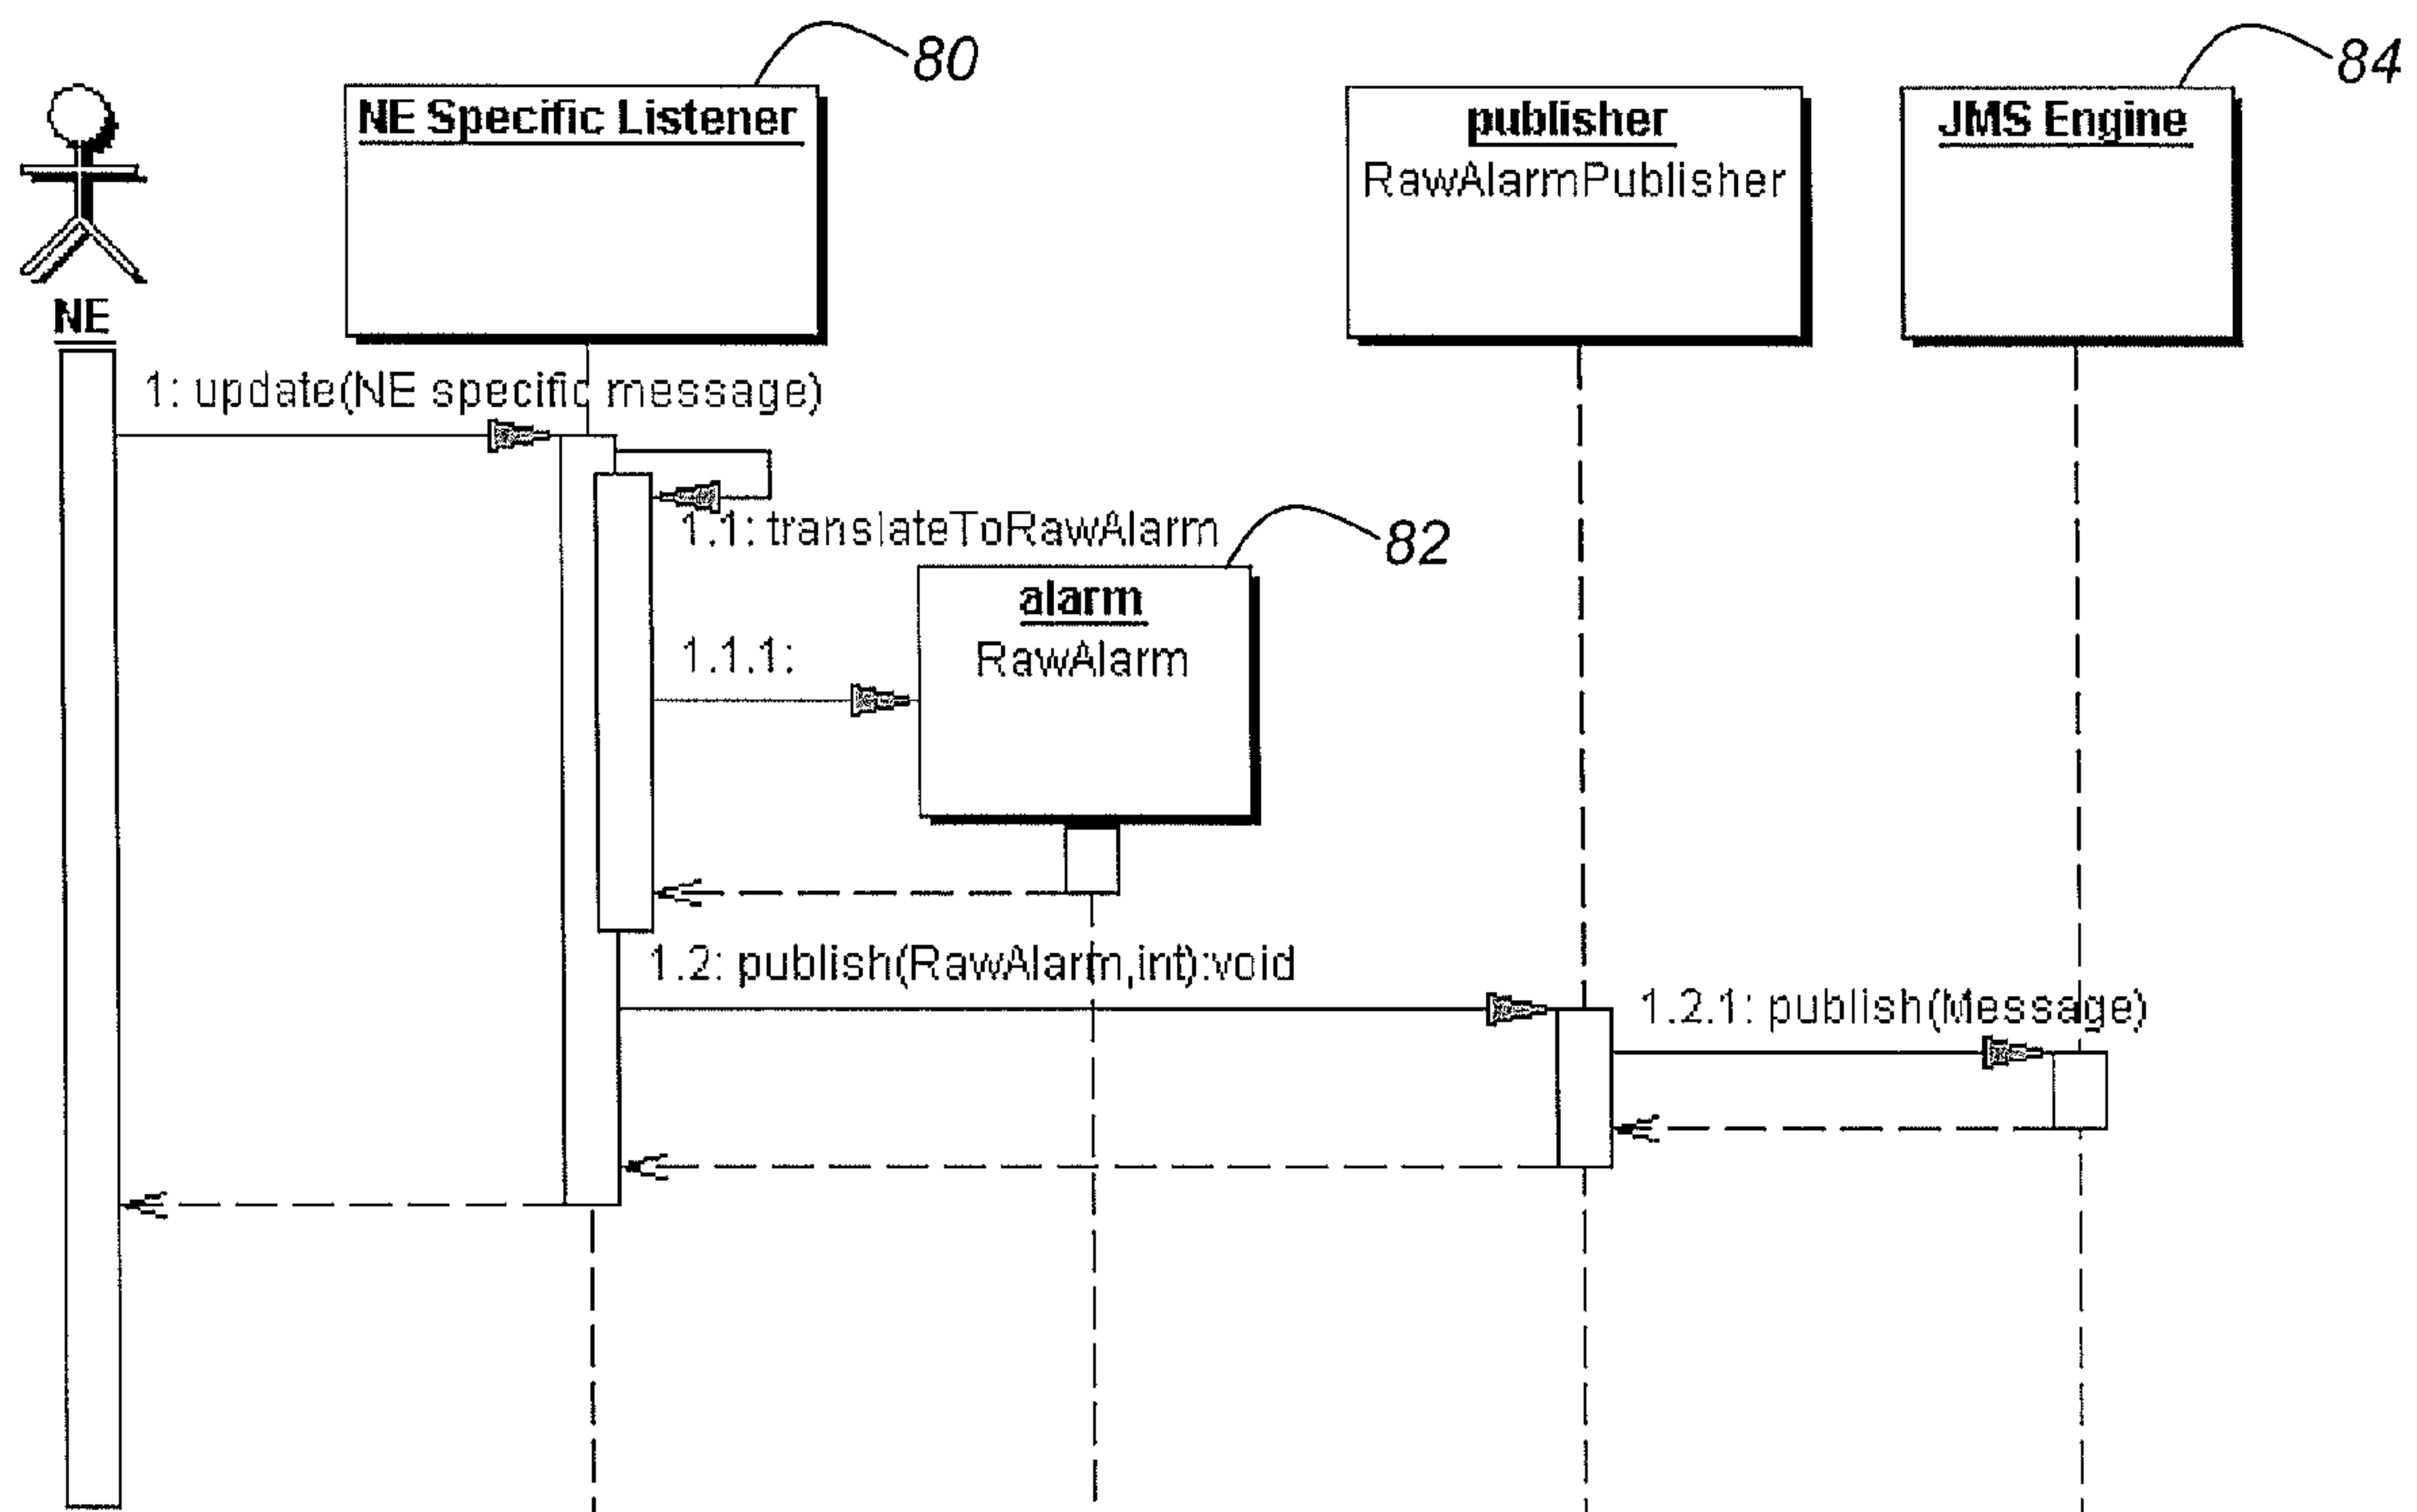 80
84
NE Specific Listener
publisher
JMS Engine
RawAlarmPublisher
NE
1: update(NE specific message)
1.1: translateToRawAlarm
82
alarm
1.1.1:
RawAlarm
1.2: publish(RawAlarm,int):void
1.2.1: publish(Message)